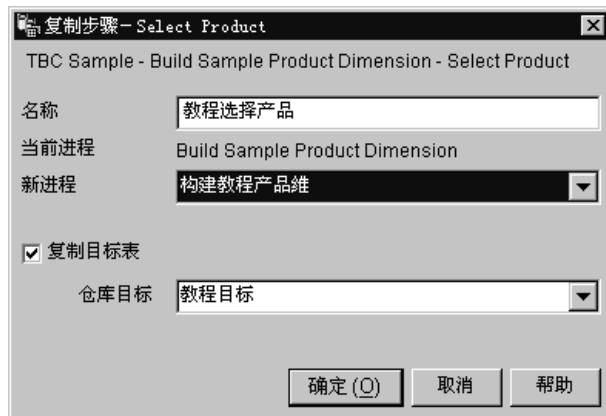 复制步骤－Select Product
TBC Sample - Build Sample Product Dimension - Select Product
名称 教程选择产品
当前进程 Build Sample Product Dimension
新进程 构建教程产品維
复制目标表
仓库目标 教程目标
确定(O) 取消 帮助